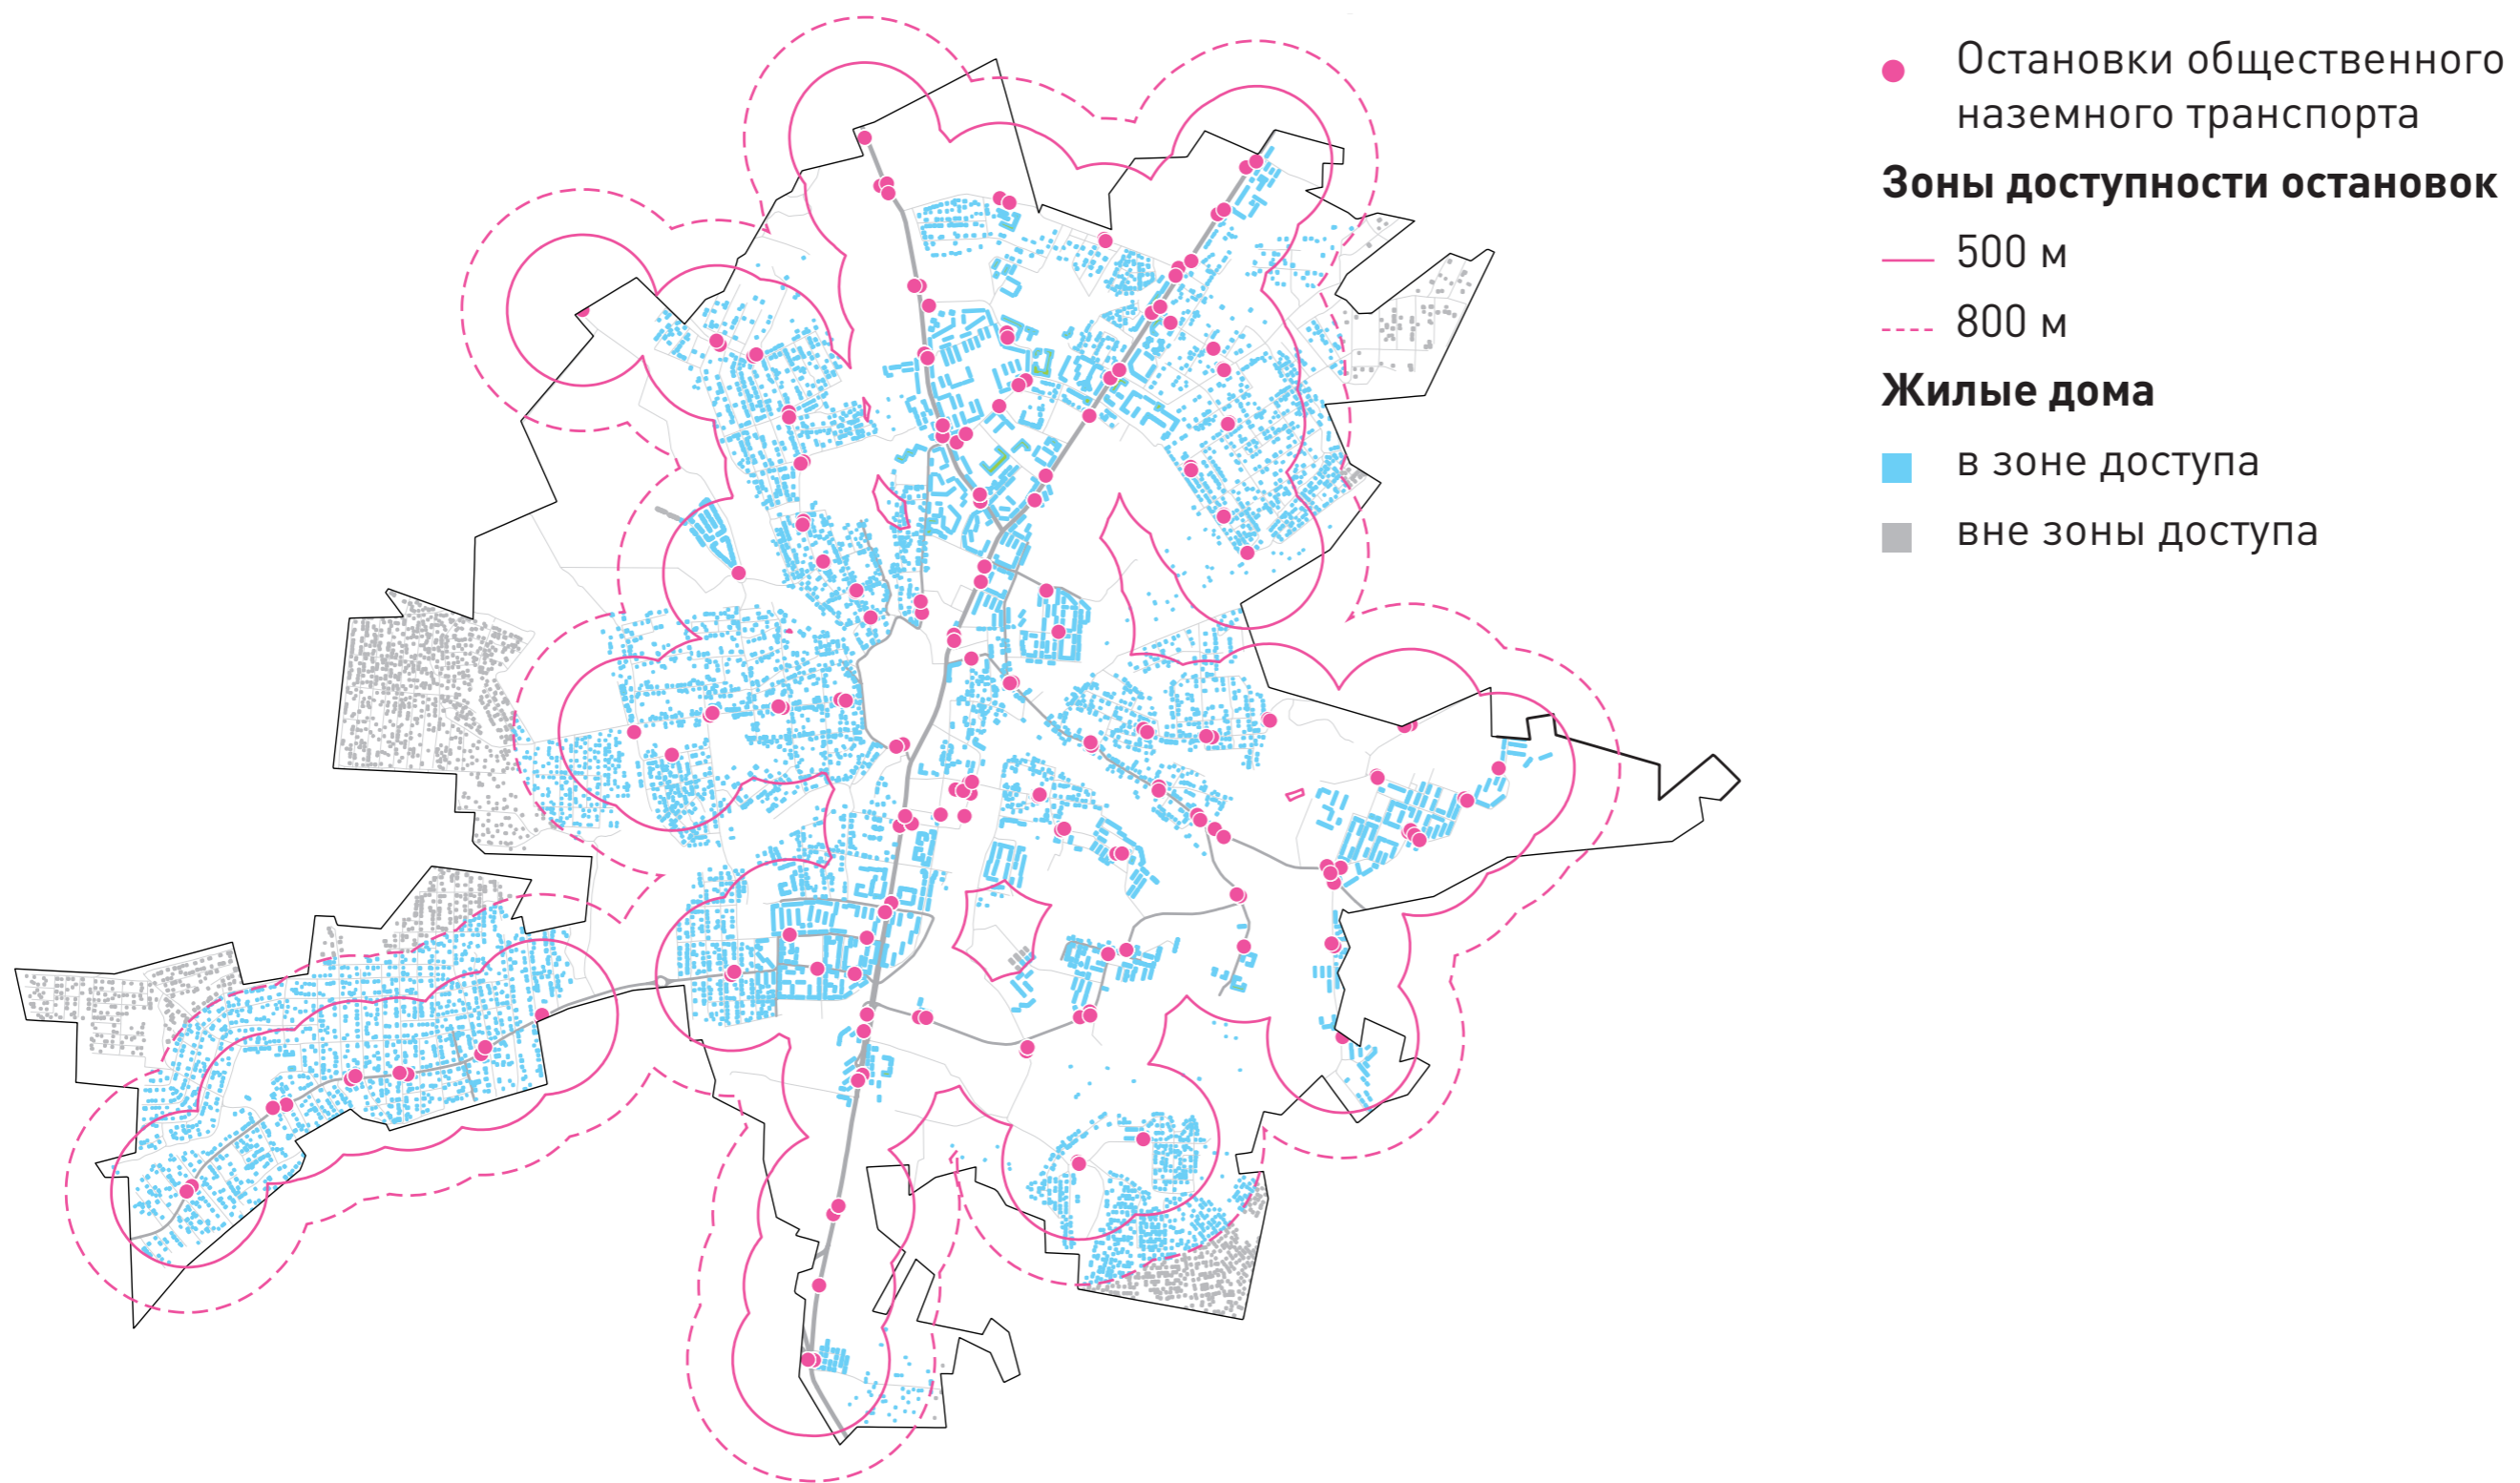 Остановки общественного
наземного транспорта
Зоны доступности остановок
500 м
800 м
Жилые дома
в зоне доступа
вне зоны доступа